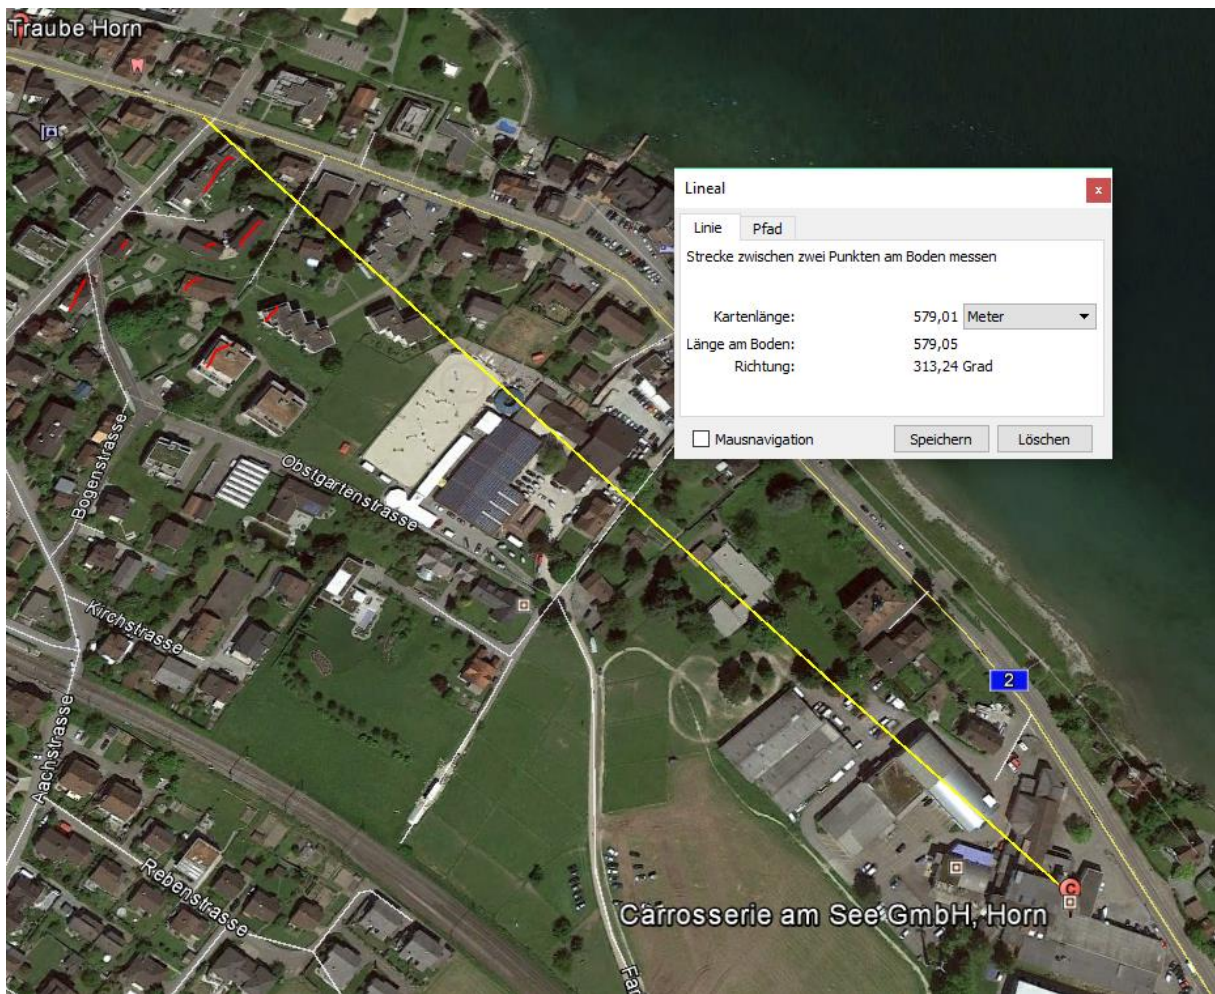 Traube Horn
Lineal
x
Linie Pfad
Strecke zwischen zwei Punkten am Boden messen
Kartenlänge: 579,01 Meter
Länge am Boden: 579,05
Richtung: 313,24 Grad
Mausnavigation Speichern Löschen
Bogenstrasse
Obstgartenstrasse
Kirchstrasse
2
Aachstrasse
Rebenstrasse
C
Carrosserie am See GmbH, Horn